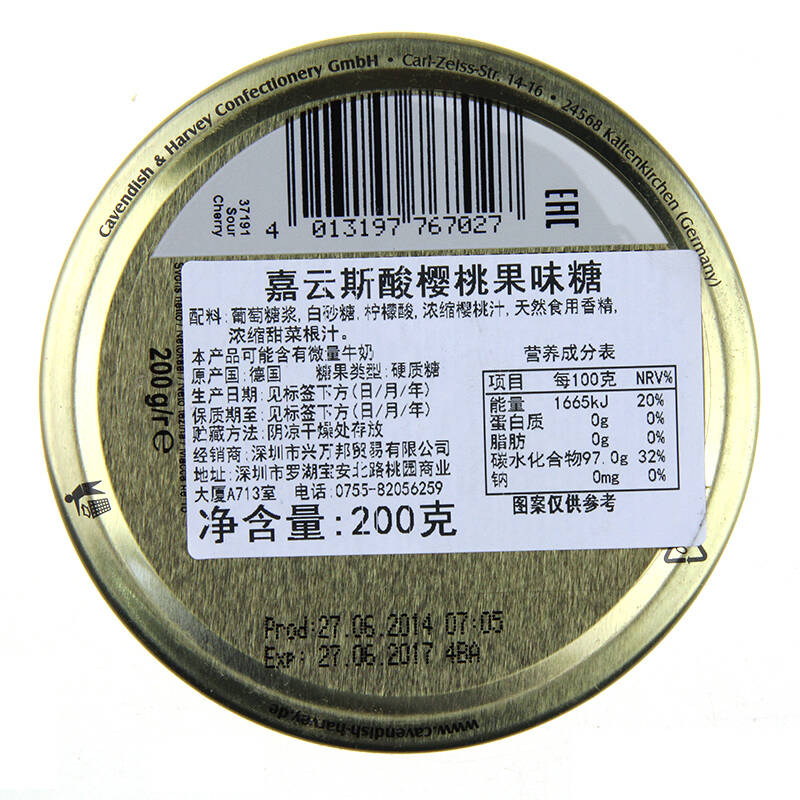 Cavendish & Harvey Confectionery GmbH • Carl-Zeiss-Str. 14-16 • 24568 Kaltenkirchen (Germany)
37191
Sour
Cherry
4 013197 767027
EAC
200g/7oz℮
嘉云斯酸樱桃果味糖
配料:葡萄糖浆,白砂糖,柠檬酸,浓缩樱桃汁,天然食用香精,
浓缩甜菜根汁。
本产品可能含有微量牛奶
原产国:德国 糖果类型:硬质糖
生产日期:见标签下方(日/月/年)
保质期至:见标签下方(日/月/年)
贮藏方法:阴凉干燥处存放
经销商:深圳市兴万邦贸易有限公司
地址:深圳市罗湖宝安北路桃园商业
大厦A713室 电话:0755-82056259
净含量:200克
营养成分表
项目 每100克 NRV%
能量 1665kJ 20%
蛋白质 0g 0%
脂肪 0g 0%
碳水化合物97.0g 32%
钠 0mg 0%
图案仅供参考
Prod:27.06.2014 07:05
Exp: 27.06.2017 4BA
www.cavendish-harvey.de